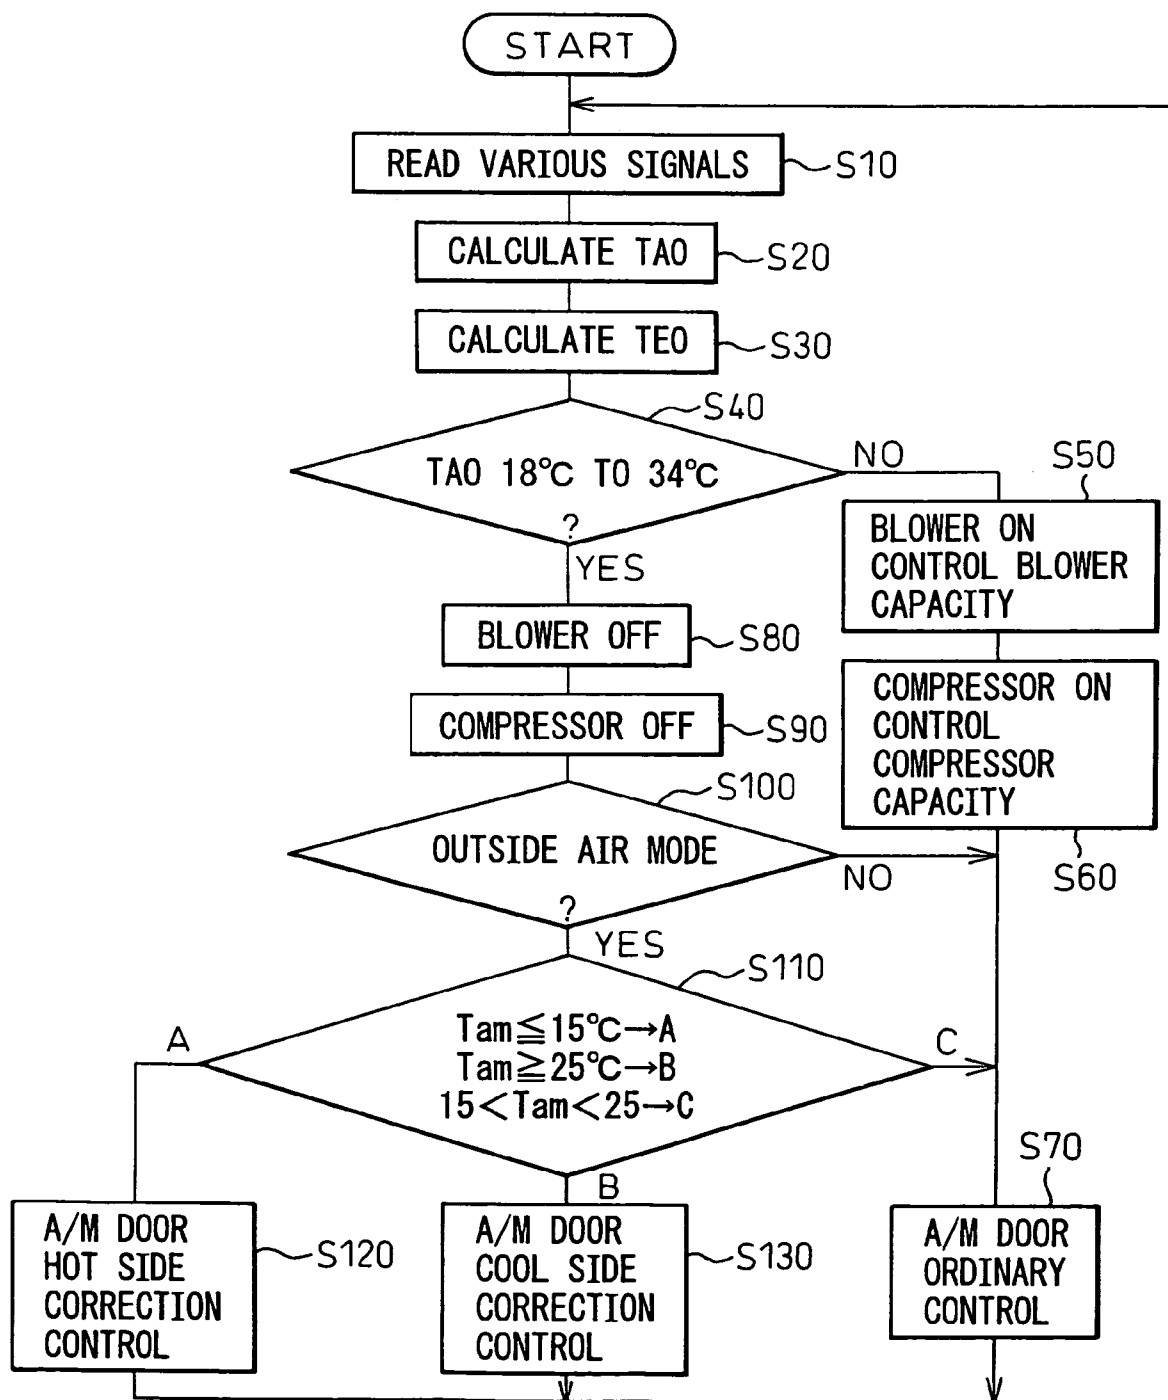 START
READ VARIOUS SIGNALS
S10
CALCULATE TAO
S20
CALCULATE TEO
S30
S40
TAO 18℃ TO 34℃
?
NO
YES
S50
BLOWER ON
CONTROL BLOWER
CAPACITY
BLOWER OFF
S80
COMPRESSOR ON
CONTROL
COMPRESSOR
CAPACITY
S60
COMPRESSOR OFF
S90
S100
OUTSIDE AIR MODE
?
NO
YES
S110
Tam≦15℃→A
Tam≧25℃→B
15<Tam<25→C
A
C
B
S70
A/M DOOR
HOT SIDE
CORRECTION
CONTROL
S120
A/M DOOR
COOL SIDE
CORRECTION
CONTROL
S130
A/M DOOR
ORDINARY
CONTROL